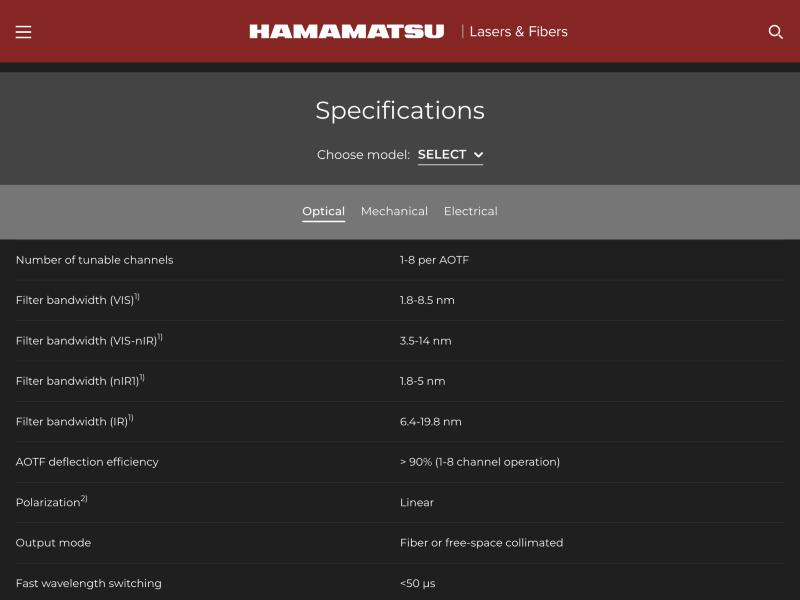 HAMAMATSU | Lasers & Fibers
Specifications
Choose model: SELECT
Optical Mechanical Electrical
Number of tunable channels 1-8 per AOTF
Filter bandwidth (VIS)1) 1.8-8.5 nm
Filter bandwidth (VIS-nIR)1) 3.5-14 nm
Filter bandwidth (nIR1)1) 1.8-5 nm
Filter bandwidth (IR)1) 6.4-19.8 nm
AOTF deflection efficiency > 90% (1-8 channel operation)
Polarization2) Linear
Output mode Fiber or free-space collimated
Fast wavelength switching <50 µs